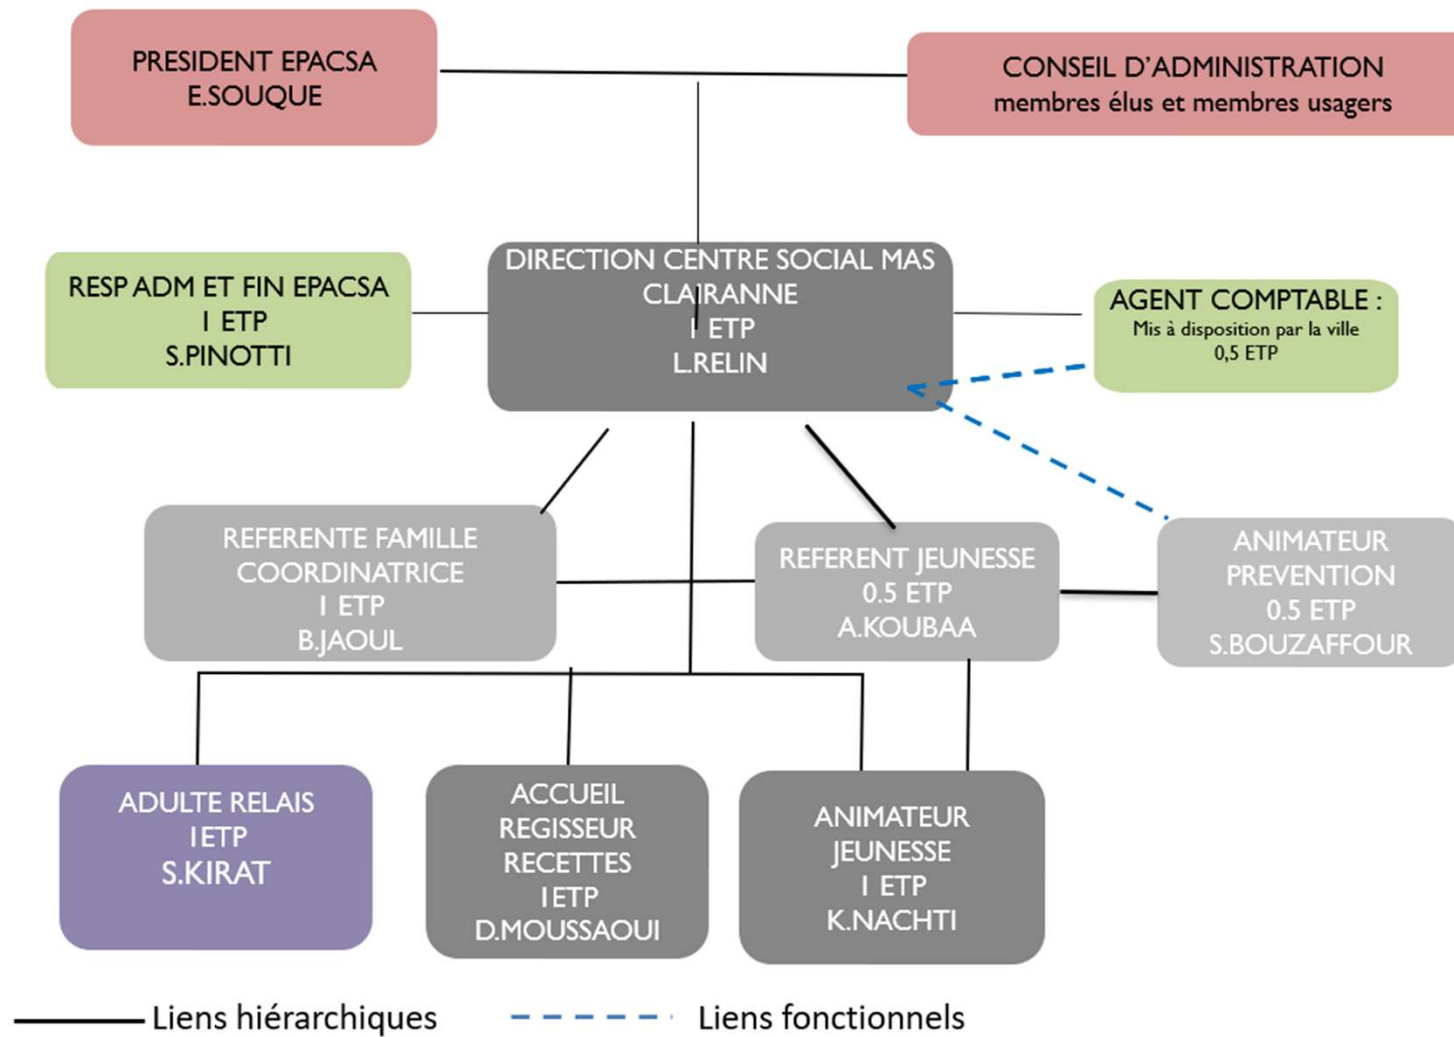 PRESIDENT EPACSA
E.SOUQUE
CONSEIL D'ADMINISTRATION
membres élus et membres usagers
RESP ADM ET FIN EPACSA
1 ETP
S.PINOTTI
DIRECTION CENTRE SOCIAL MAS
CLAIRANNE
1 ETP
L.RELIN
AGENT COMPTABLE :
Mis à disposition par la ville
0,5 ETP
REFERENTE FAMILLE
COORDINATRICE
1 ETP
B.JAOUL
REFERENT JEUNESSE
0.5 ETP
A.KOUBAA
ANIMATEUR
PREVENTION
0.5 ETP
S.BOUZAFFOUR
ADULTE RELAIS
1ETP
S.KIRAT
ACCUEIL
REGISSEUR
RECETTES
1ETP
D.MOUSSAOUI
ANIMATEUR
JEUNESSE
1 ETP
K.NACHTI
Liens hiérarchiques
Liens fonctionnels